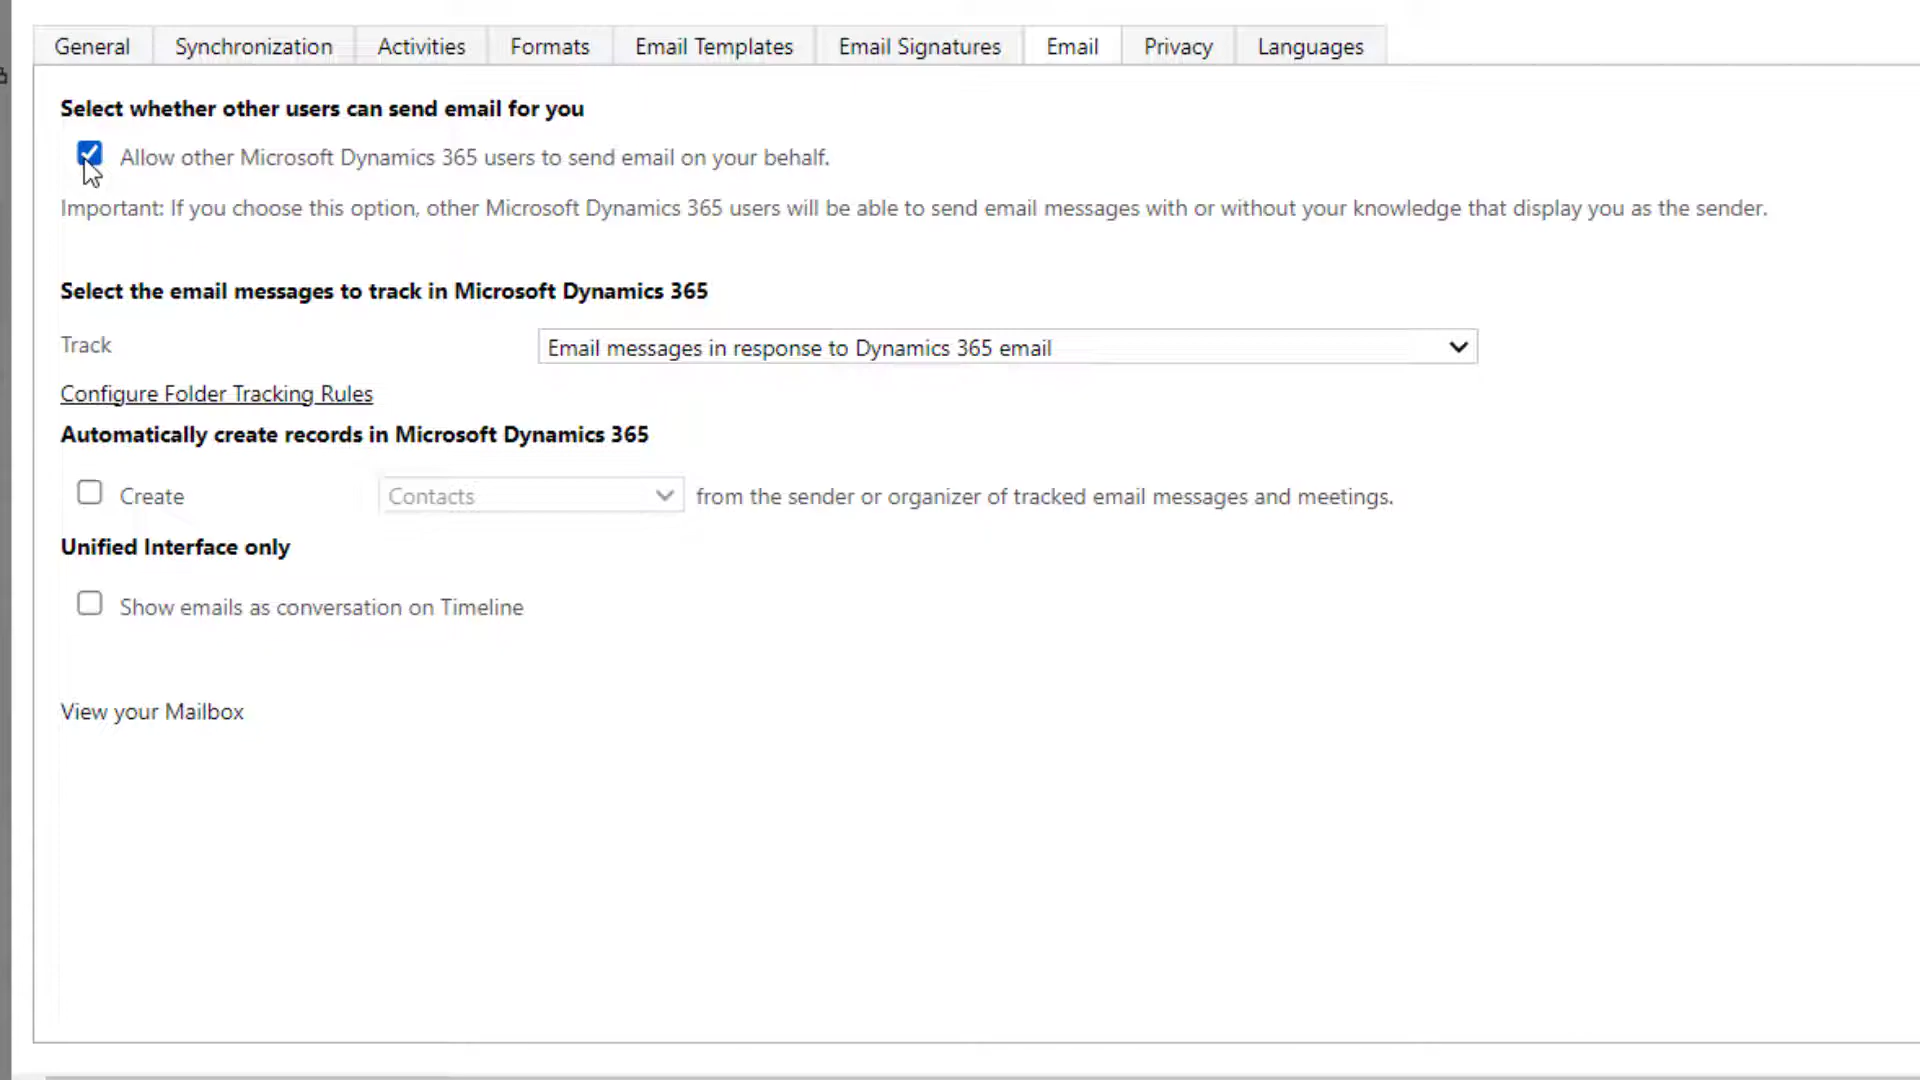 General Synchronization Activities Formats Email Templates Email Signatures Email Privacy Languages
Select whether other users can send email for you
Allow other Microsoft Dynamics 365 users to send email on your behalf.
Important: If you choose this option, other Microsoft Dynamics 365 users will be able to send email messages with or without your knowledge that display you as the sender.
Select the email messages to track in Microsoft Dynamics 365
Track Email messages in response to Dynamics 365 email
Configure Folder Tracking Rules
Automatically create records in Microsoft Dynamics 365
Create Contacts from the sender or organizer of tracked email messages and meetings.
Unified Interface only
Show emails as conversation on Timeline
View your Mailbox